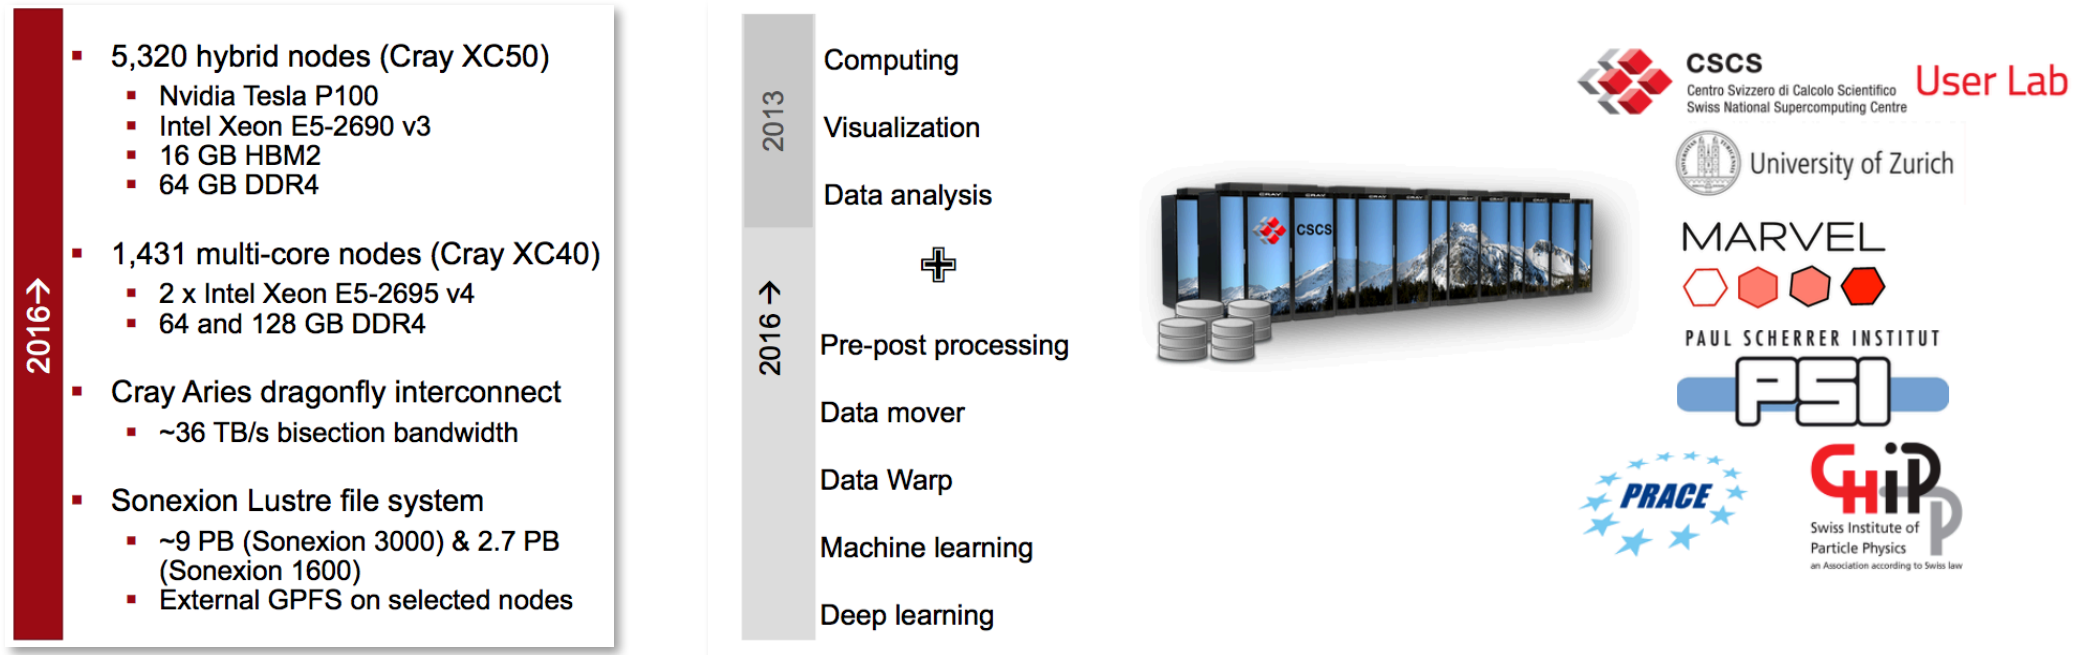 2016→
5,320 hybrid nodes (Cray XC50)
Nvidia Tesla P100
Intel Xeon E5-2690 v3
16 GB HBM2
64 GB DDR4
1,431 multi-core nodes (Cray XC40)
2 x Intel Xeon E5-2695 v4
64 and 128 GB DDR4
Cray Aries dragonfly interconnect
~36 TB/s bisection bandwidth
Sonexion Lustre file system
~9 PB (Sonexion 3000) & 2.7 PB
(Sonexion 1600)
External GPFS on selected nodes
2013
Computing
Visualization
Data analysis
2016 →
Pre-post processing
Data mover
Data Warp
Machine learning
Deep learning
CRAY CRAY CRAY CRAY CRAY CRAY
CSCS
CSCS
Centro Svizzero di Calcolo Scientifico
Swiss National Supercomputing Centre
User Lab
University of Zurich
MARVEL
PAUL SCHERRER INSTITUT
PSI
PRACE
CHiPP
Swiss Institute of
Particle Physics
an Association according to Swiss law